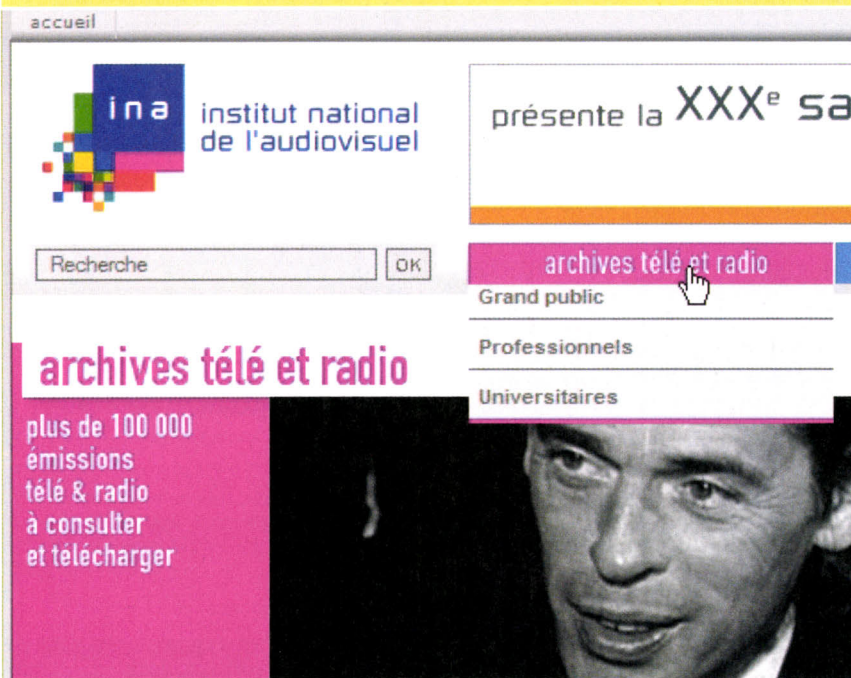 accueil
ina
institut national
de l'audiovisuel
présente la XXXe sa
Recherche
OK
archives télé et radio
Grand public
Professionnels
Universitaires
archives télé et radio
plus de 100 000
émissions
télé & radio
à consulter
et télécharger